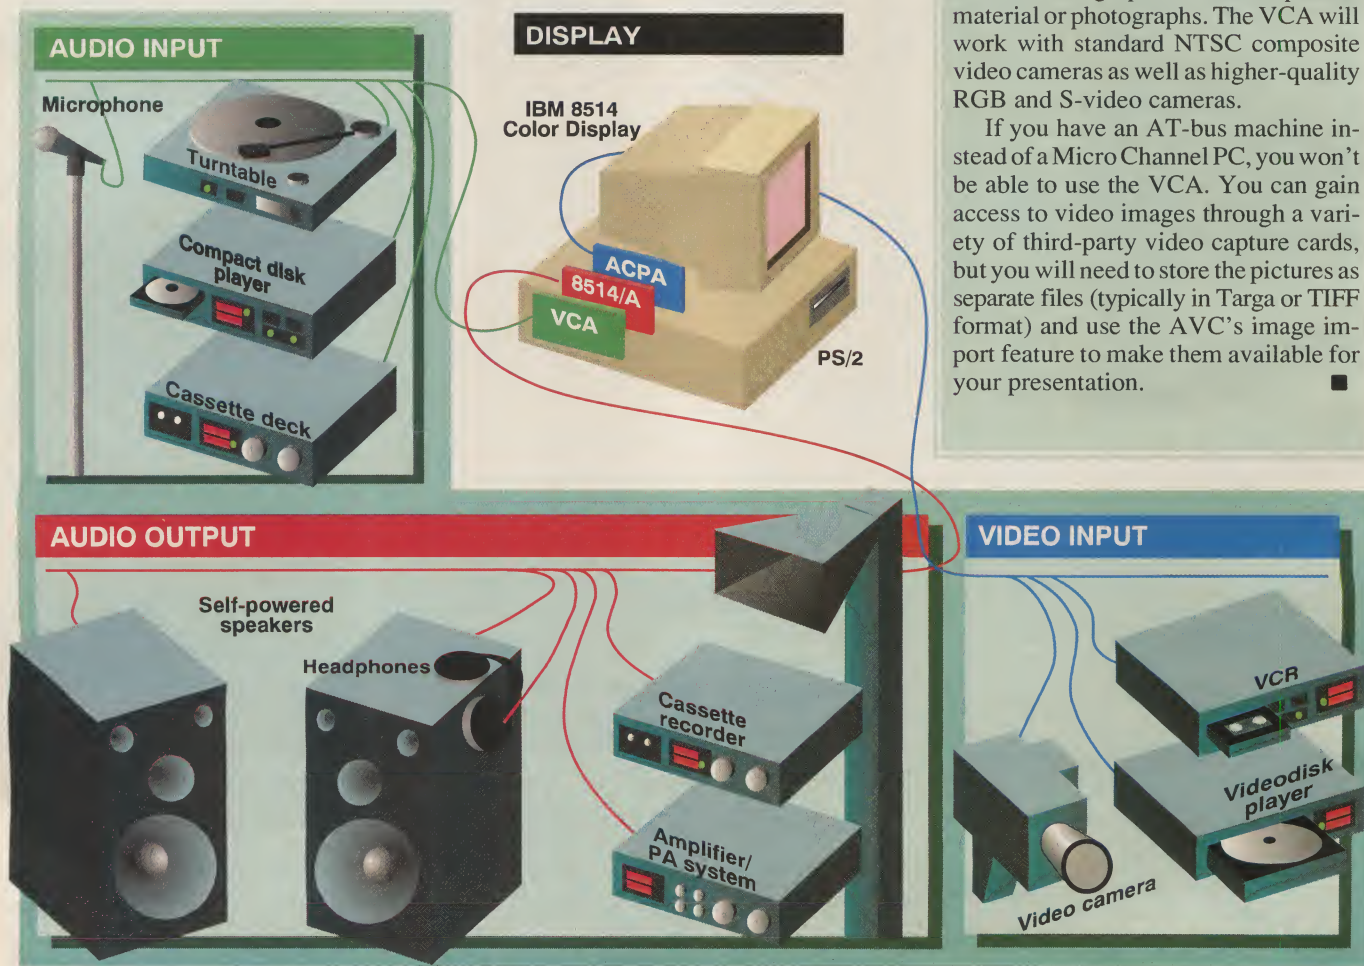 material or photographs. The VCA will
work with standard NTSC composite
video cameras as well as higher-quality
RGB and S-video cameras.
If you have an AT-bus machine in-
stead of a Micro Channel PC, you won't
be able to use the VCA. You can gain
access to video images through a vari-
ety of third-party video capture cards,
but you will need to store the pictures as
separate files (typically in Targa or TIFF
format) and use the AVC's image im-
port feature to make them available for
your presentation.
AUDIO INPUT
Microphone
Turntable
Compact disk
player
Cassette deck
DISPLAY
IBM 8514
Color Display
ACPA
8514/A
VCA
PS/2
AUDIO OUTPUT
Self-powered
speakers
Headphones
Cassette
recorder
Amplifier/
PA system
VIDEO INPUT
VCR
Videodisk
player
Video camera